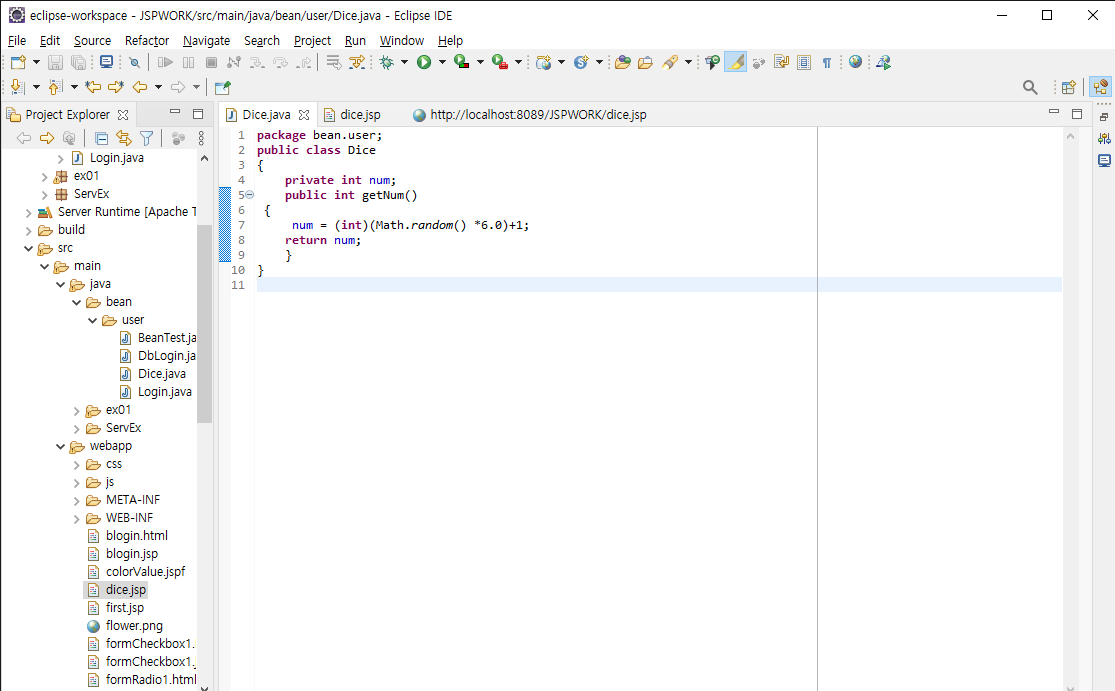 eclipse-workspace - JSPWORK/src/main/java/bean/user/Dice.java - Eclipse IDE
File Edit Source Refactor Navigate Search Project Run Window Help
Project Explorer
Login.java
ex01
ServEx
Server Runtime [Apache T
build
src
main
java
bean
user
BeanTest.ja
DbLogin.ja
Dice.java
Login.java
ex01
ServEx
webapp
css
js
META-INF
WEB-INF
blogin.html
blogin.jsp
colorValue.jspf
dice.jsp
first.jsp
flower.png
formCheckbox1.
formCheckbox1.
formRadio1.html
Dice.java dice.jsp http://localhost:8089/JSPWORK/dice.jsp
1 package bean.user;
2 public class Dice
3 {
4 private int num;
5 public int getNum()
6 {
7 num = (int)(Math.random() *6.0)+1;
8 return num;
9 }
10 }
11